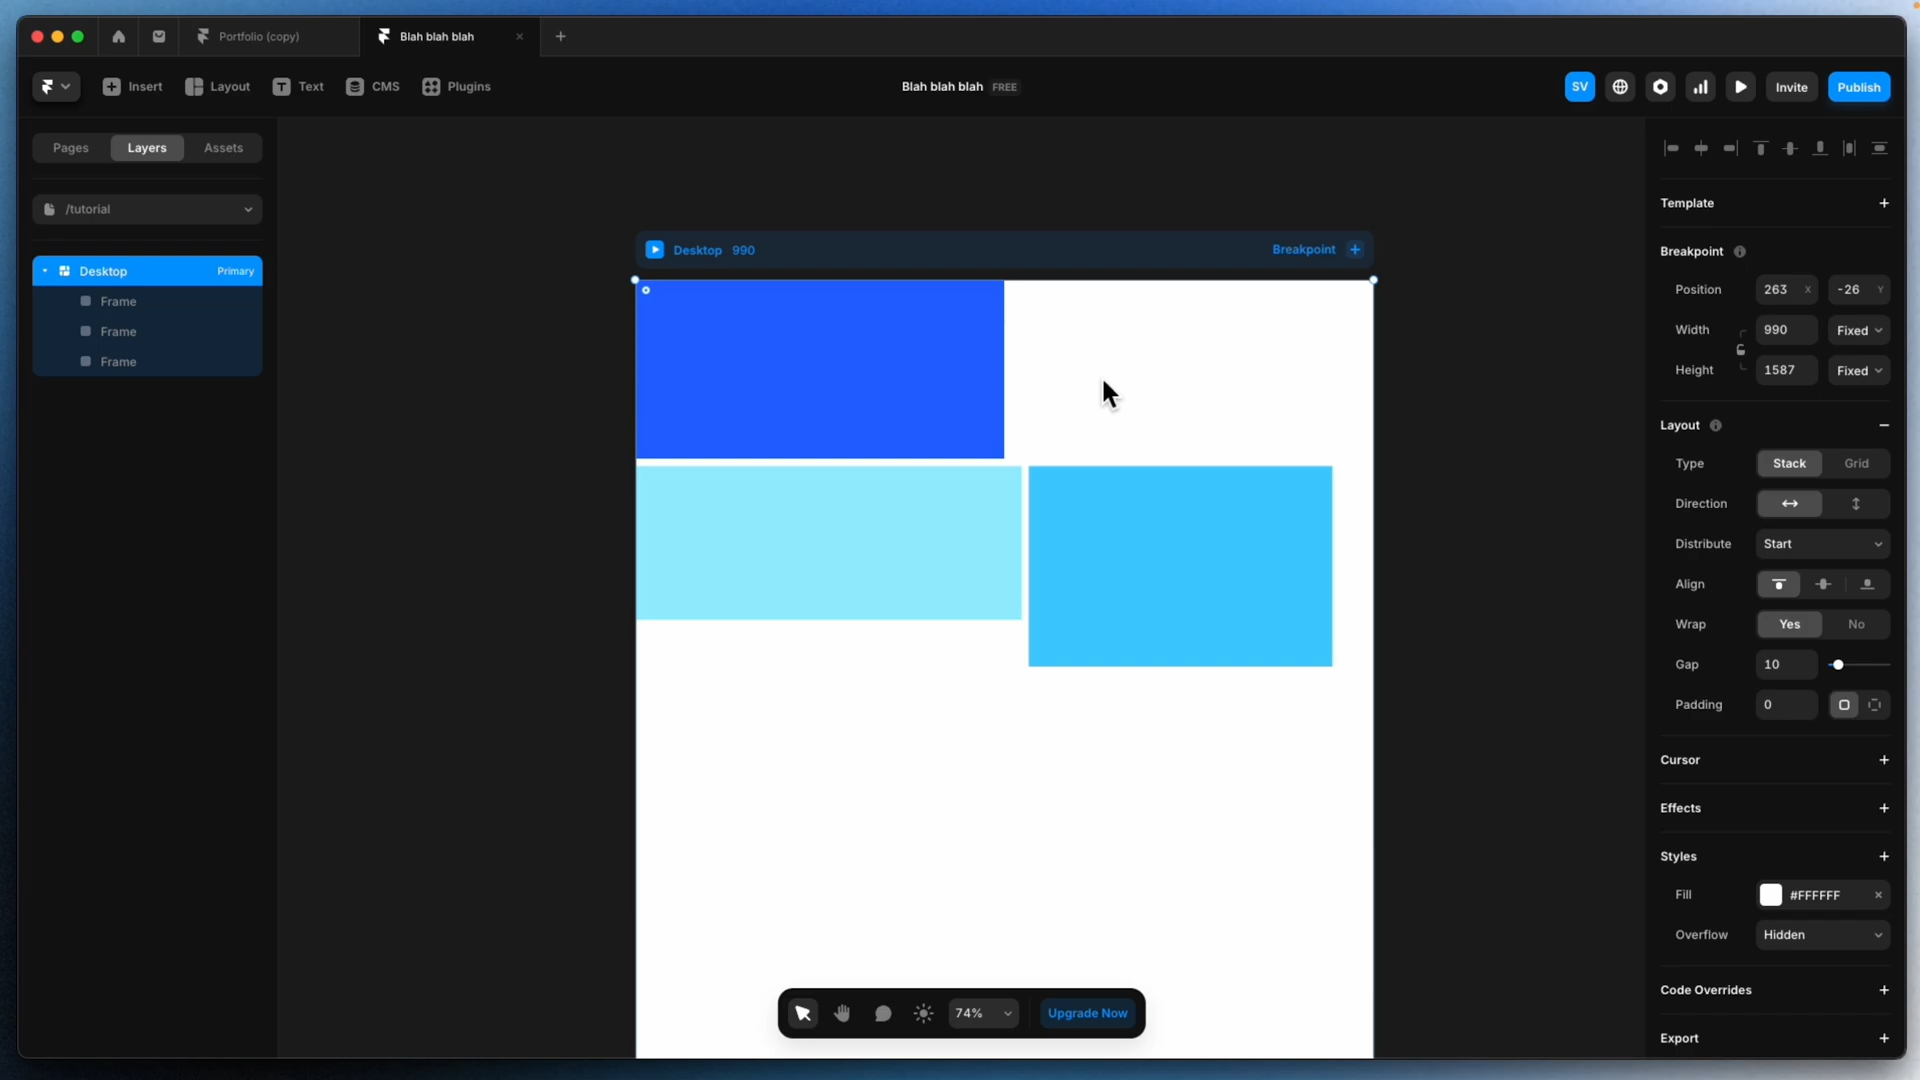 Portfolio (copy)
Blah blah blah
Insert
Layout
Text
CMS
Plugins
Blah blah blah FREE
SV
Invite
Publish
Pages
Layers
Assets
/tutorial
Desktop Primary
Frame
Frame
Frame
Desktop 990
Breakpoint
Template
Breakpoint
Position 263 X -26 Y
Width 990 Fixed
Height 1587 Fixed
Layout
Type Stack Grid
Direction
Distribute Start
Align
Wrap Yes No
Gap 10
Padding 0
Cursor
Effects
Styles
Fill #FFFFFF
Overflow Hidden
Code Overrides
Export
74%
Upgrade Now